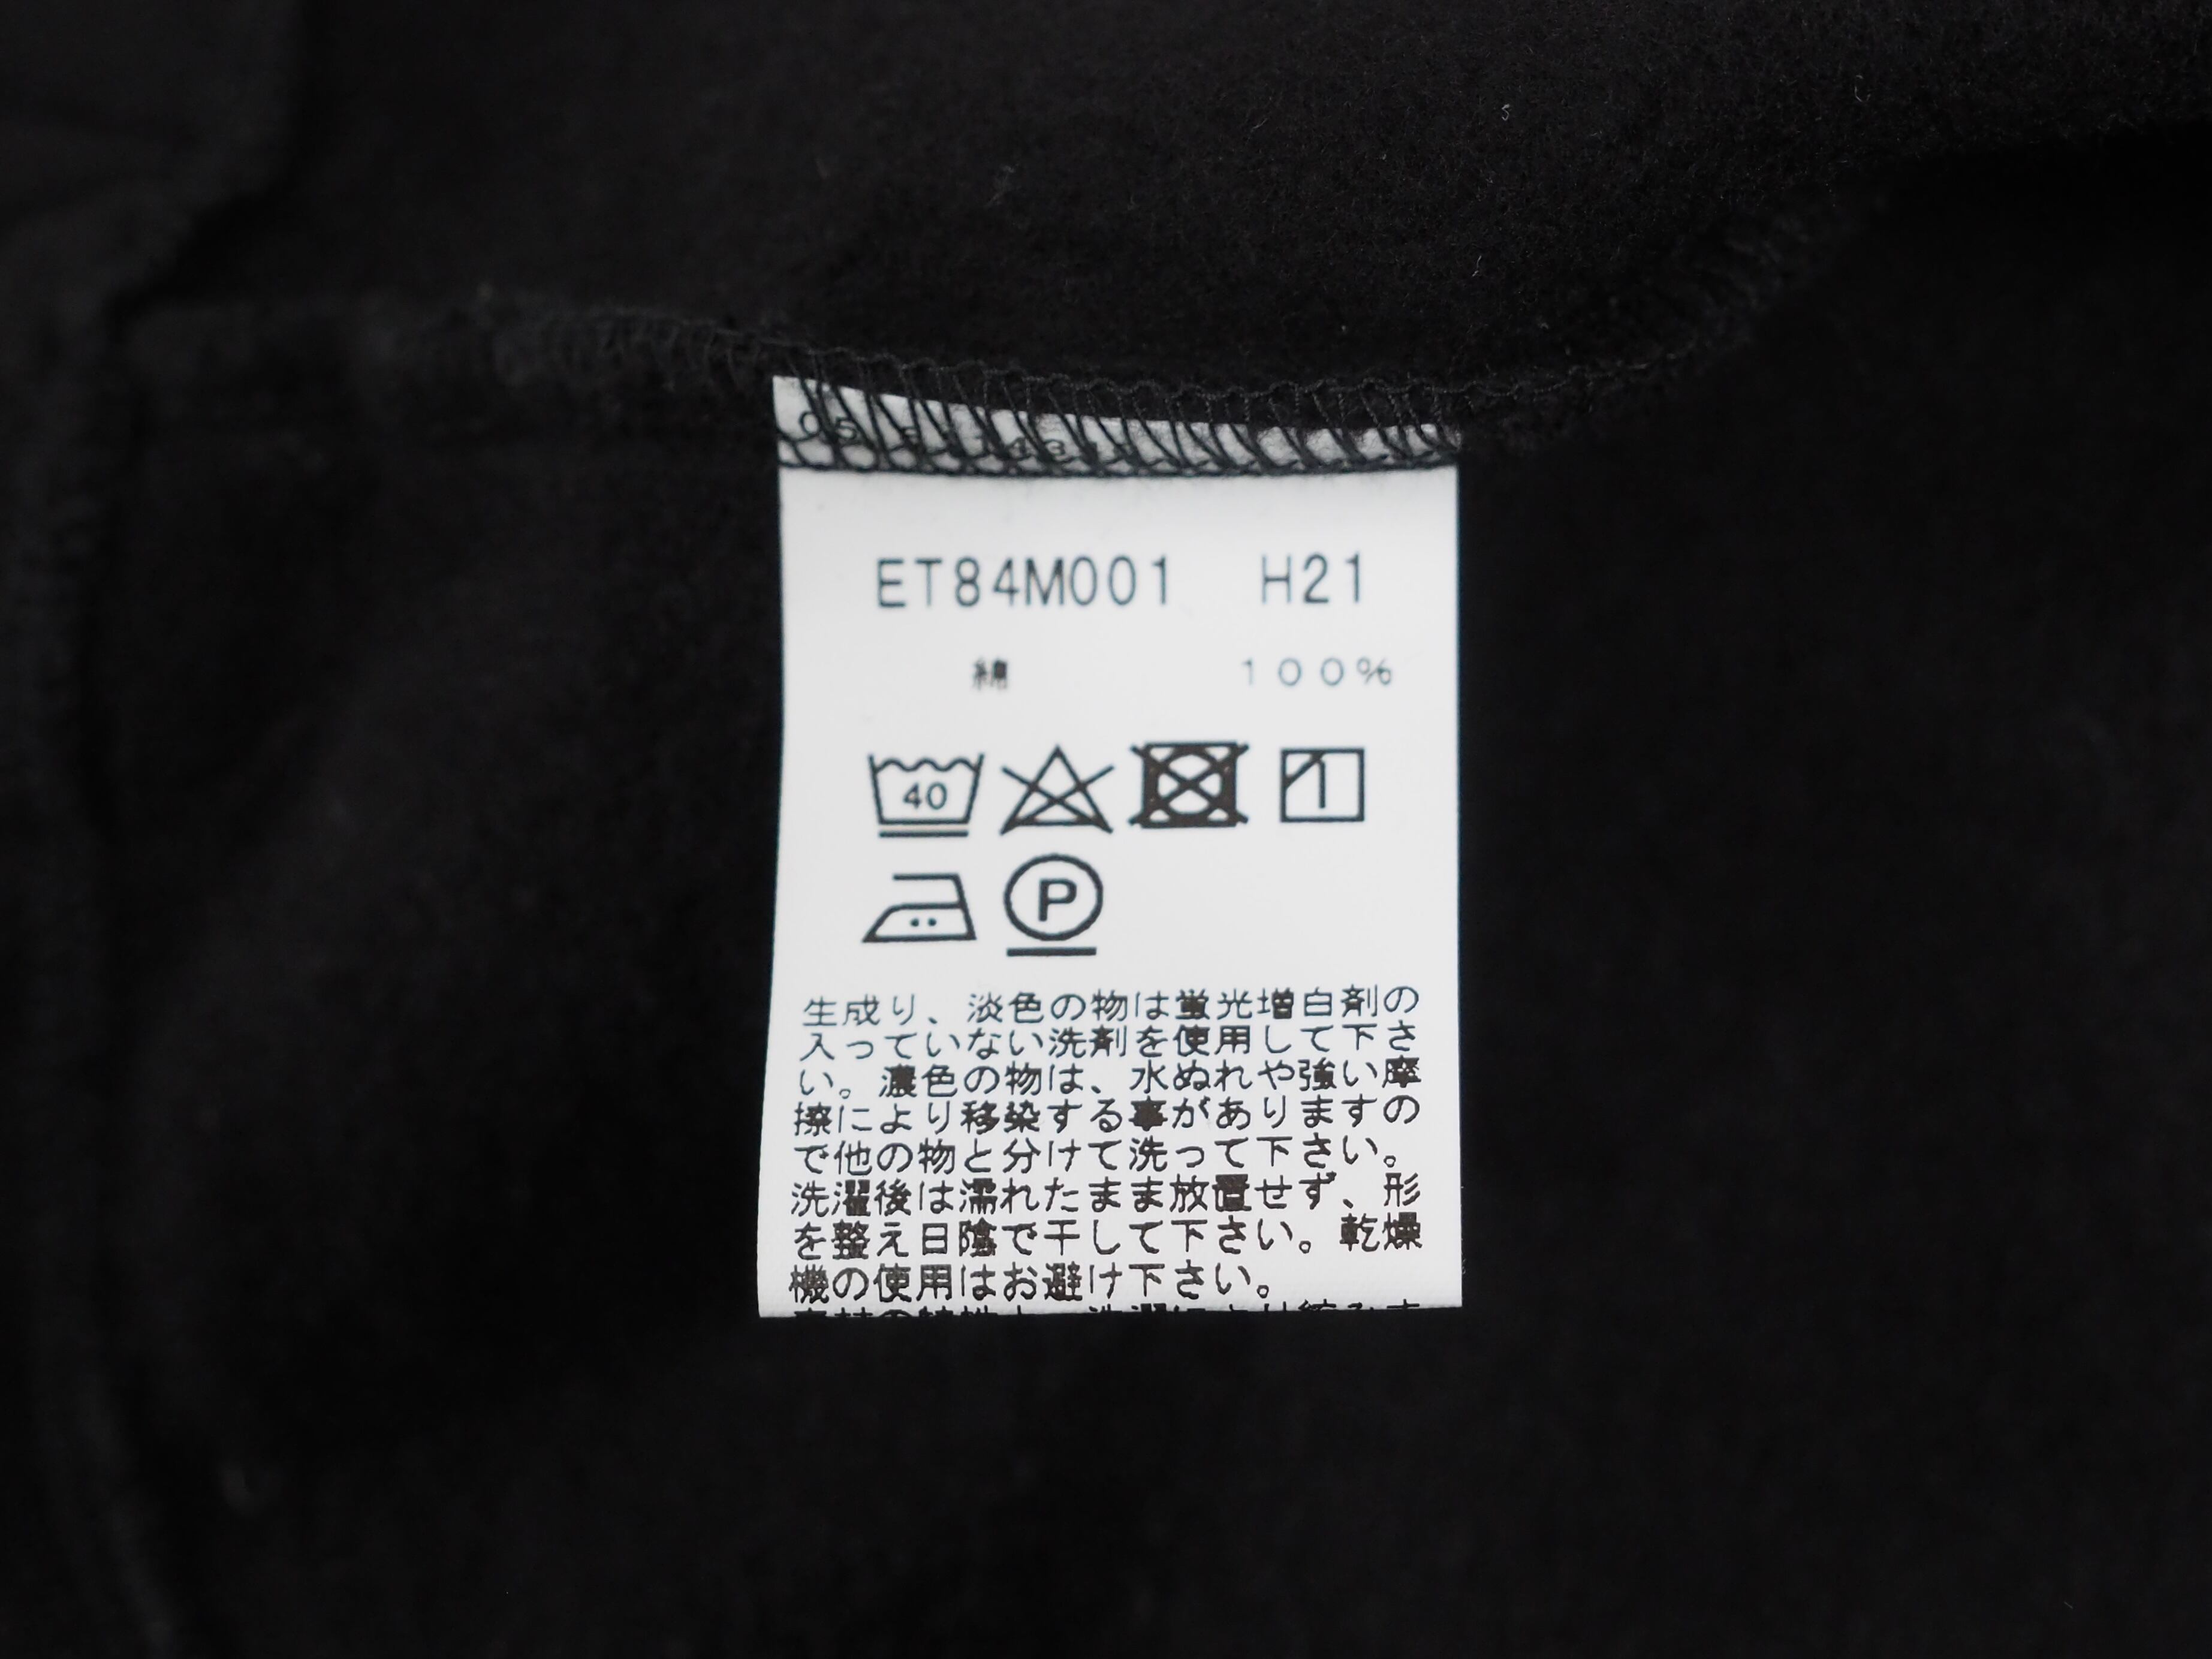 ET84M001 H21
綿 100%
40
P
生成り、淡色の物は蛍光増白剤の
入っていない洗剤を使用して下さ
い。濃色の物は、水ぬれや強い摩
擦により移染する事がありますの
で他の物と分けて洗って下さい。
洗濯後は濡れたまま放置せず、形
を整え日陰で干して下さい。乾燥
機の使用はお避け下さい。